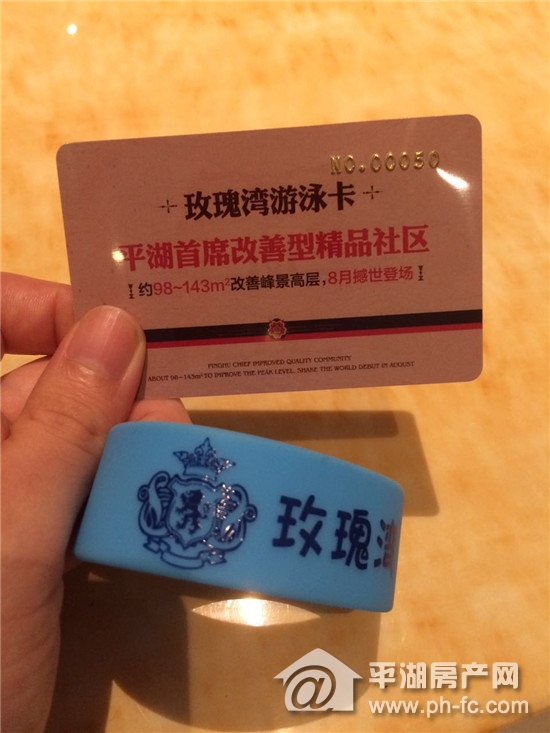 NO.00050
玫瑰湾游泳卡
平湖首席改善型精品社区
约98~143m²改善峰景高层，8月撼世登场
PINGHU CHIEF IMPROVED QUALITY COMMUNITY
ABOUT 98~143m² TO IMPROVE THE PEAK LEVEL, SHAKE THE WORLD DEBUT IN AUGUST
玫瑰湾
@平湖房产网
www.ph-fc.com